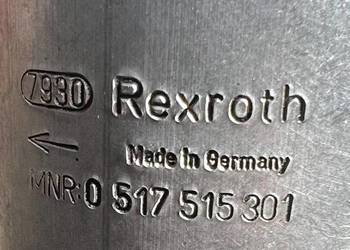 7930 Rexroth
Made in Germany
MNR: 0 517 515 301